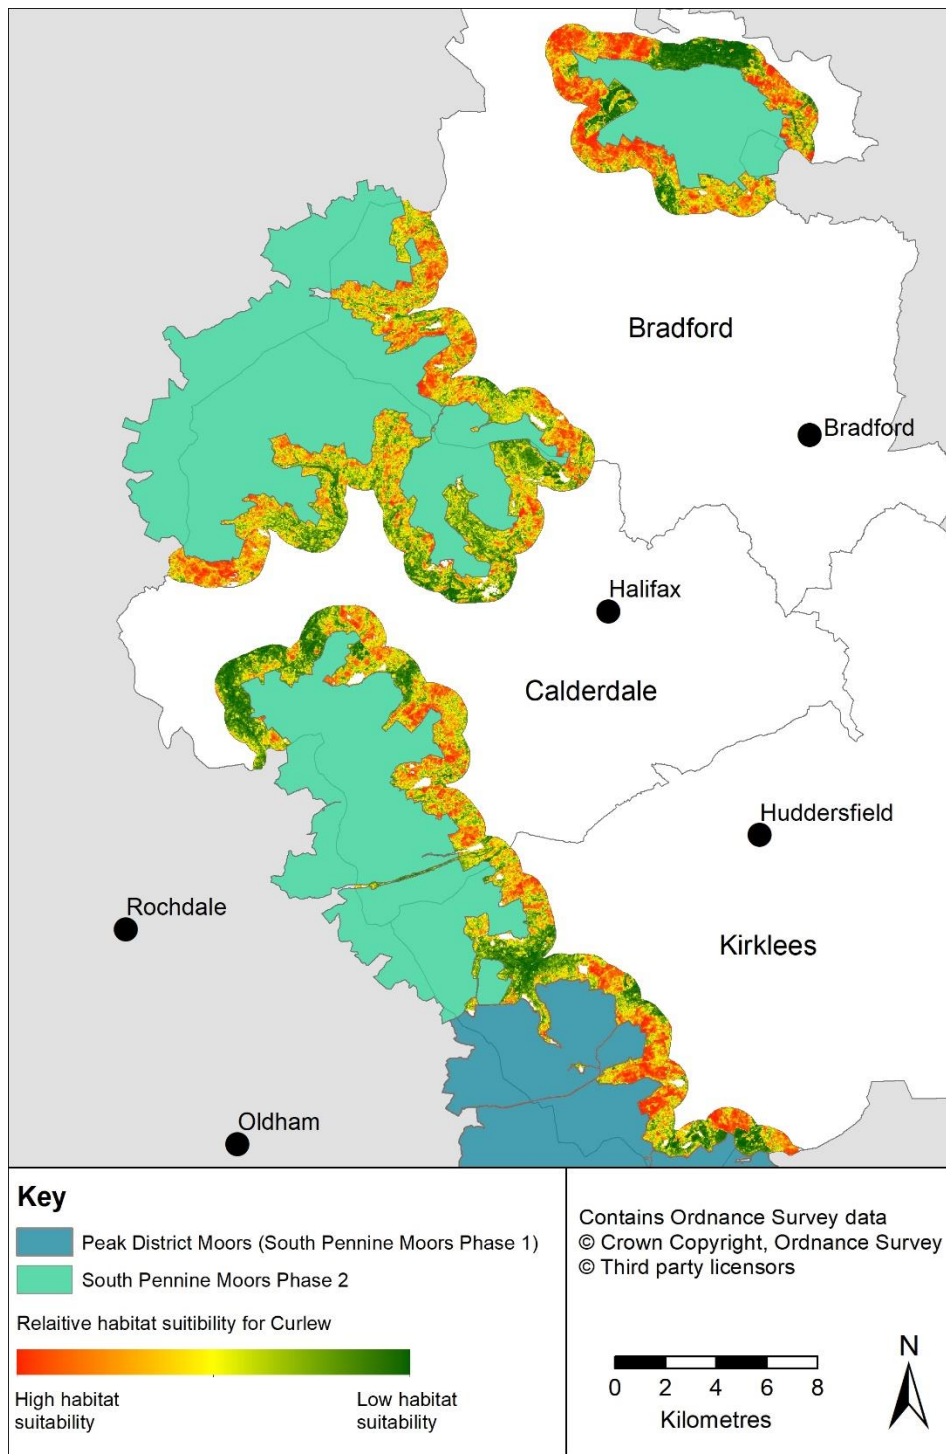 Bradford
Bradford
Halifax
Calderdale
Huddersfield
Rochdale
Kirklees
Oldham
Key
Peak District Moors (South Pennine Moors Phase 1)
South Pennine Moors Phase 2
Relaitive habitat suitibility for Curlew
High habitat
suitability
Low habitat
suitability
Contains Ordnance Survey data
© Crown Copyright, Ordnance Survey
© Third party licensors
0 2 4 6 8
Kilometres
N